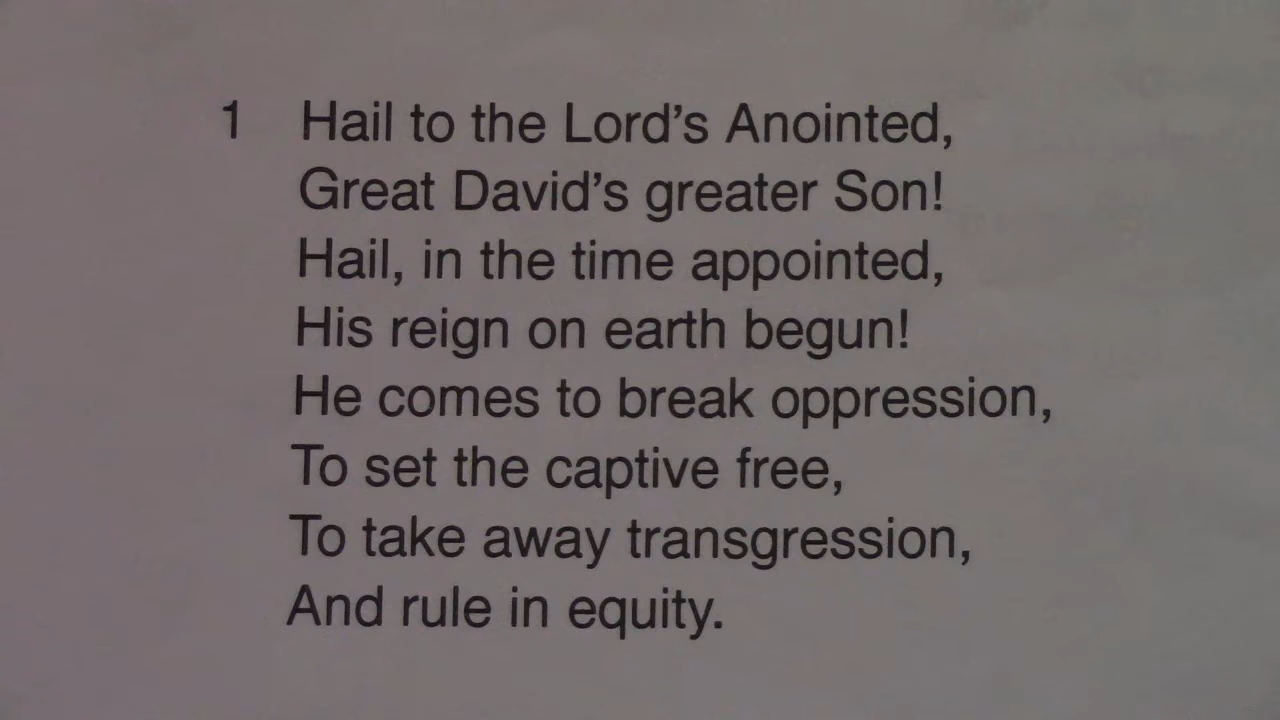 1 Hail to the Lord's Anointed,
Great David's greater Son!
Hail, in the time appointed,
His reign on earth begun!
He comes to break oppression,
To set the captive free,
To take away transgression,
And rule in equity.